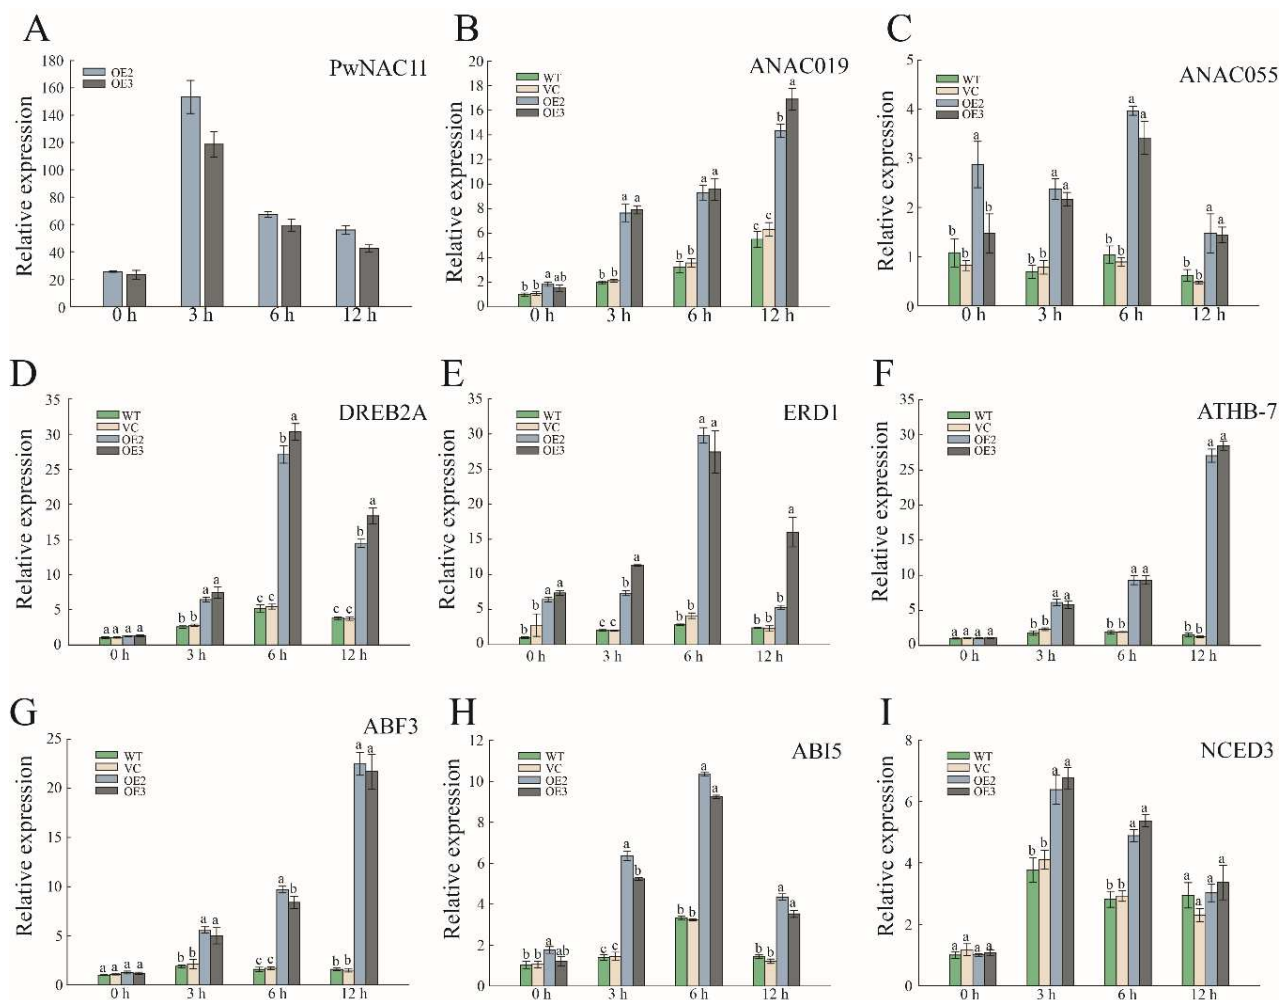 A
PwNAC11
OE2
OE3
Relative expression
180
160
140
120
100
80
60
40
20
0
0 h 3 h 6 h 12 h
B
ANAC019
WT
VC
OE2
OE3
Relative expression
20
18
16
14
12
10
8
6
4
2
0
b b a ab
b b a a
b b a a
c c b a
0 h 3 h 6 h 12 h
C
ANAC055
WT
VC
OE2
OE3
Relative expression
5
4
3
2
1
0
b b a b
b b a a
b b a a
b b a a
0 h 3 h 6 h 12 h
D
DREB2A
WT
VC
OE2
OE3
Relative expression
35
30
25
20
15
10
5
0
a a a a
b b a a
c c b a
c c b a
0 h 3 h 6 h 12 h
E
ERD1
WT
VC
OE2
OE3
Relative expression
35
30
25
20
15
10
5
0
b b a a
c c b a
b b a a
b b b a
0 h 3 h 6 h 12 h
F
ATHB-7
WT
VC
OE2
OE3
Relative expression
35
30
25
20
15
10
5
0
a a a a
b b a a
b b a a
b b a a
0 h 3 h 6 h 12 h
G
ABF3
WT
VC
OE2
OE3
Relative expression
25
20
15
10
5
0
a a a a
b b a a
c c a b
b b a a
0 h 3 h 6 h 12 h
H
ABI5
WT
VC
OE2
OE3
Relative expression
12
10
8
6
4
2
0
b b a ab
c c a b
b b a a
b b a a
0 h 3 h 6 h 12 h
I
NCED3
WT
VC
OE2
OE3
Relative expression
8
6
4
2
0
a a a a
b b a a
b b a a
a a a a
0 h 3 h 6 h 12 h